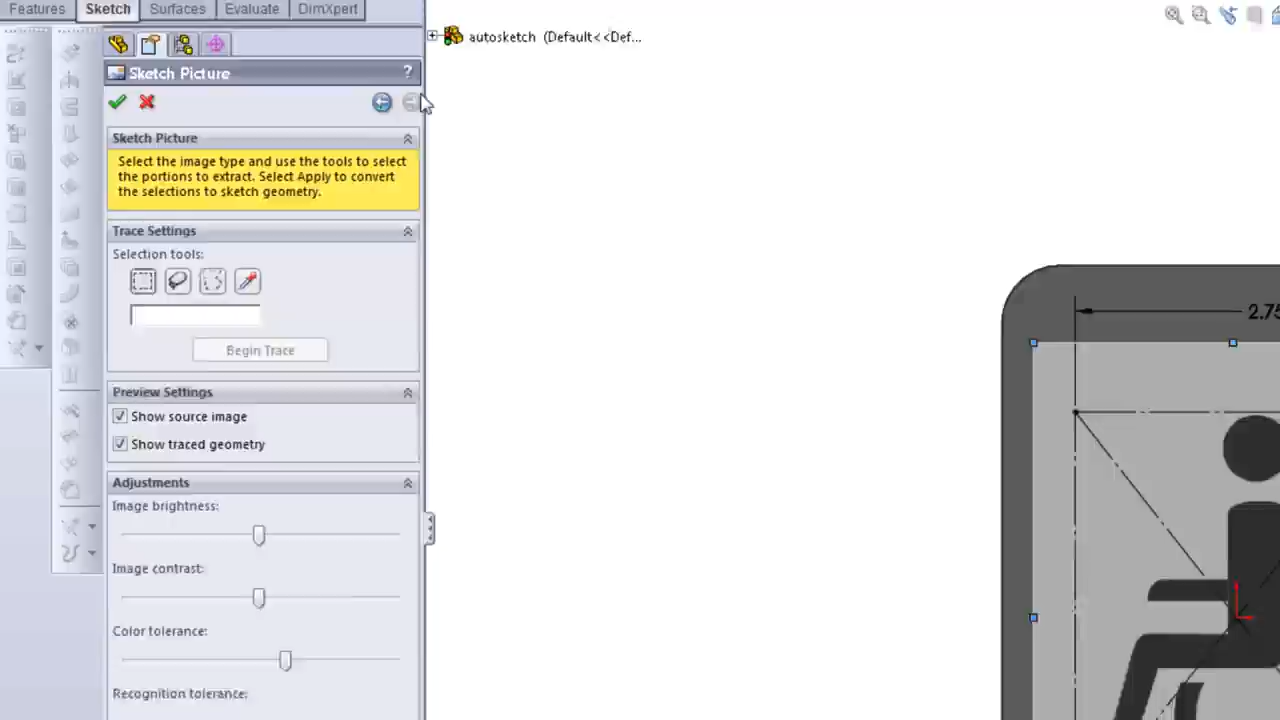 Features Sketch Surfaces Evaluate DimXpert
autosketch (Default<<Def...
Sketch Picture ?
Sketch Picture
Select the image type and use the tools to select
the portions to extract. Select Apply to convert
the selections to sketch geometry.
Trace Settings
Selection tools:
Begin Trace
Preview Settings
Show source image
Show traced geometry
Adjustments
Image brightness:
Image contrast:
Color tolerance:
Recognition tolerance:
2.75